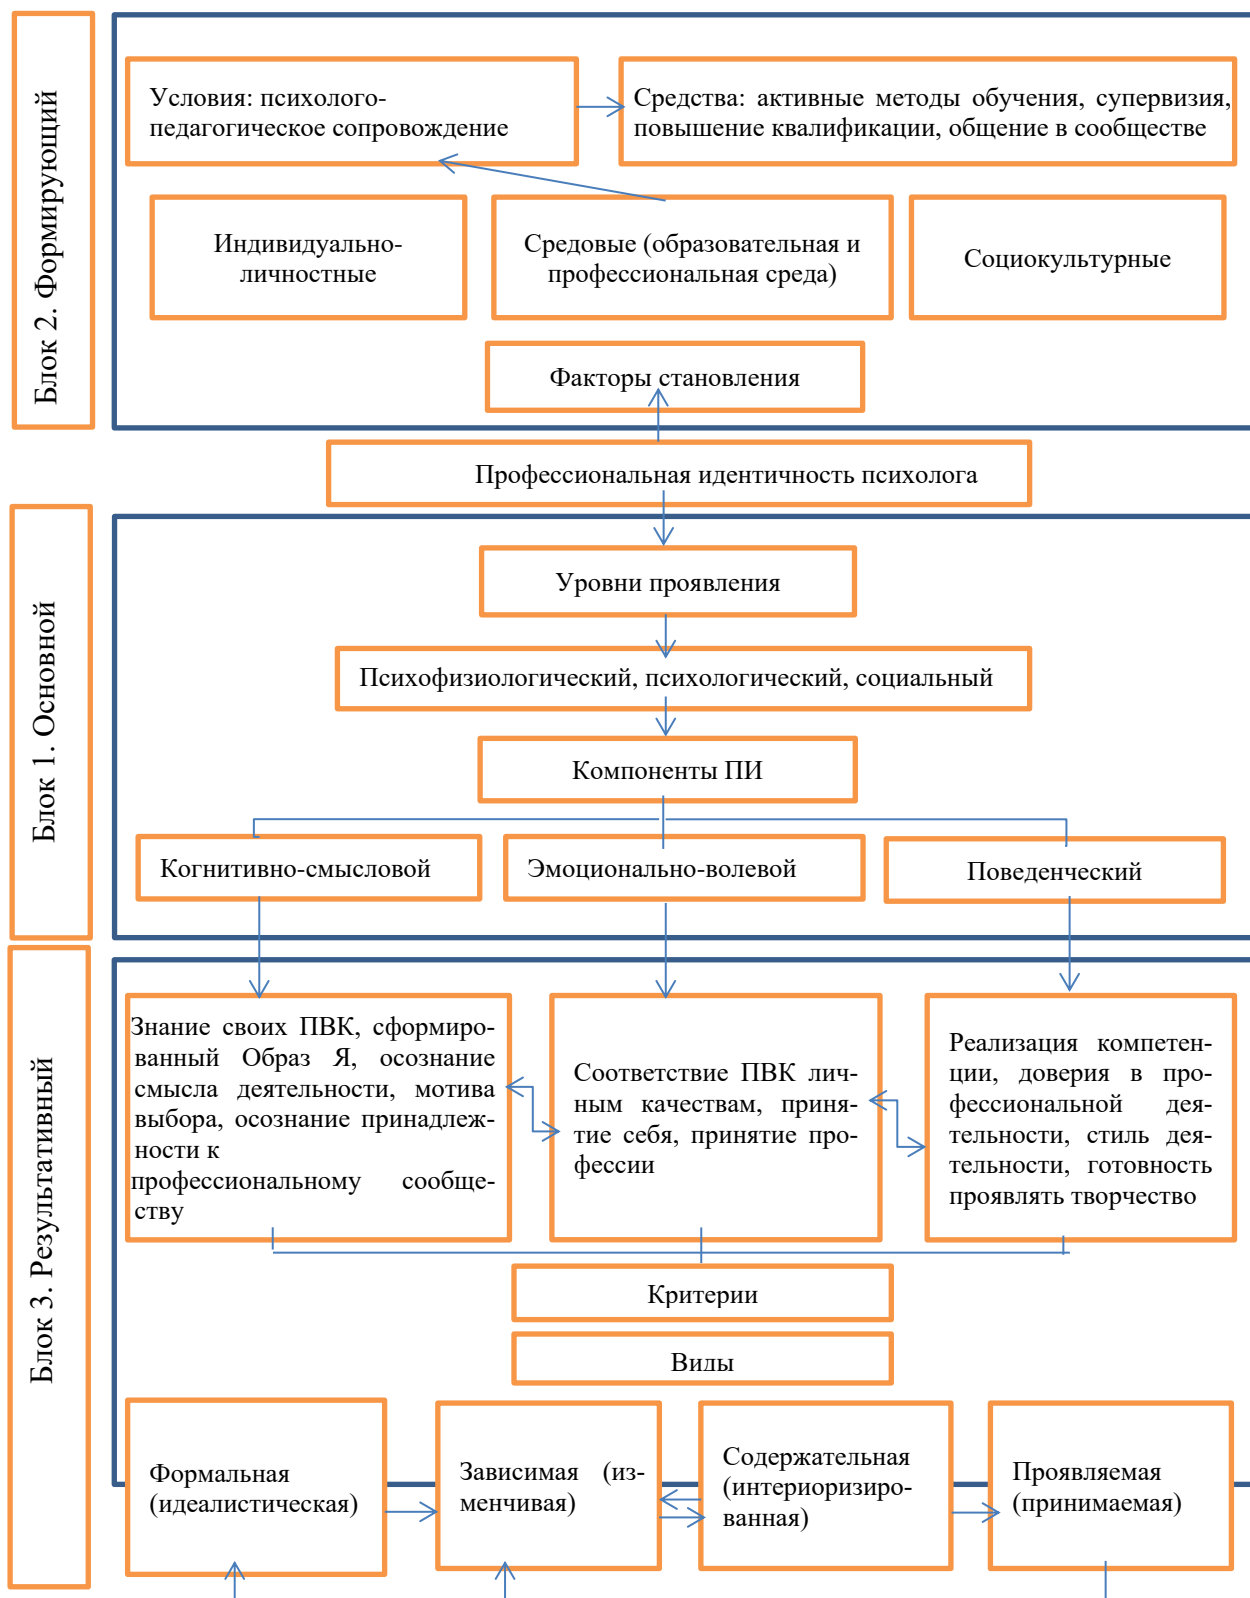 Блок 2. Формирующий
Условия: психолого-
педагогическое сопровождение
Средства: активные методы обучения, супервизия,
повышение квалификации, общение в сообществе
Индивидуально-
личностные
Средовые (образовательная и
профессиональная среда)
Социокультурные
Факторы становления
Профессиональная идентичность психолога
Блок 1. Основной
Уровни проявления
Психофизиологический, психологический, социальный
Компоненты ПИ
Когнитивно-смысловой
Эмоционально-волевой
Поведенческий
Блок 3. Результативный
Знание своих ПВК, сформиро-
ванный Образ Я, осознание
смысла деятельности, мотива
выбора, осознание принадлеж-
ности к
профессиональному сообще-
ству
Соответствие ПВК лич-
ным качествам, приня-
тие себя, принятие про-
фессии
Реализация компетен-
ции, доверия в про-
фессиональной дея-
тельности, стиль дея-
тельности, готовность
проявлять творчество
Критерии
Виды
Формальная
(идеалистическая)
Зависимая (из-
менчивая)
Содержательная
(интериоризиро-
ванная)
Проявляемая
(принимаемая)